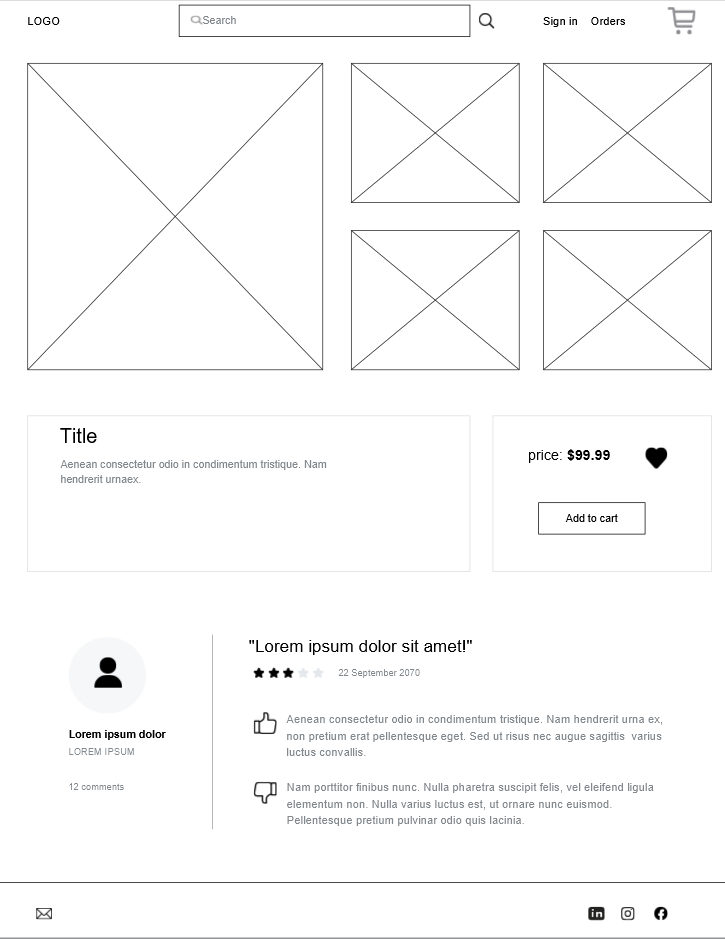 LOGO
Search
Sign in
Orders
Title
Aenean consectetur odio in condimentum tristique. Nam
hendrerit urnaex.
price: $99.99
Add to cart
Lorem ipsum dolor
LOREM IPSUM
12 comments
"Lorem ipsum dolor sit amet!"
22 September 2070
Aenean consectetur odio in condimentum tristique. Nam hendrerit urna ex,
non pretium erat pellentesque eget. Sed ut risus nec augue sagittis  varius
luctus convallis.
Nam porttitor finibus nunc. Nulla pharetra suscipit felis, vel eleifend ligula
elementum non. Nulla varius luctus est, ut ornare nunc euismod.
Pellentesque pretium pulvinar odio quis lacinia.